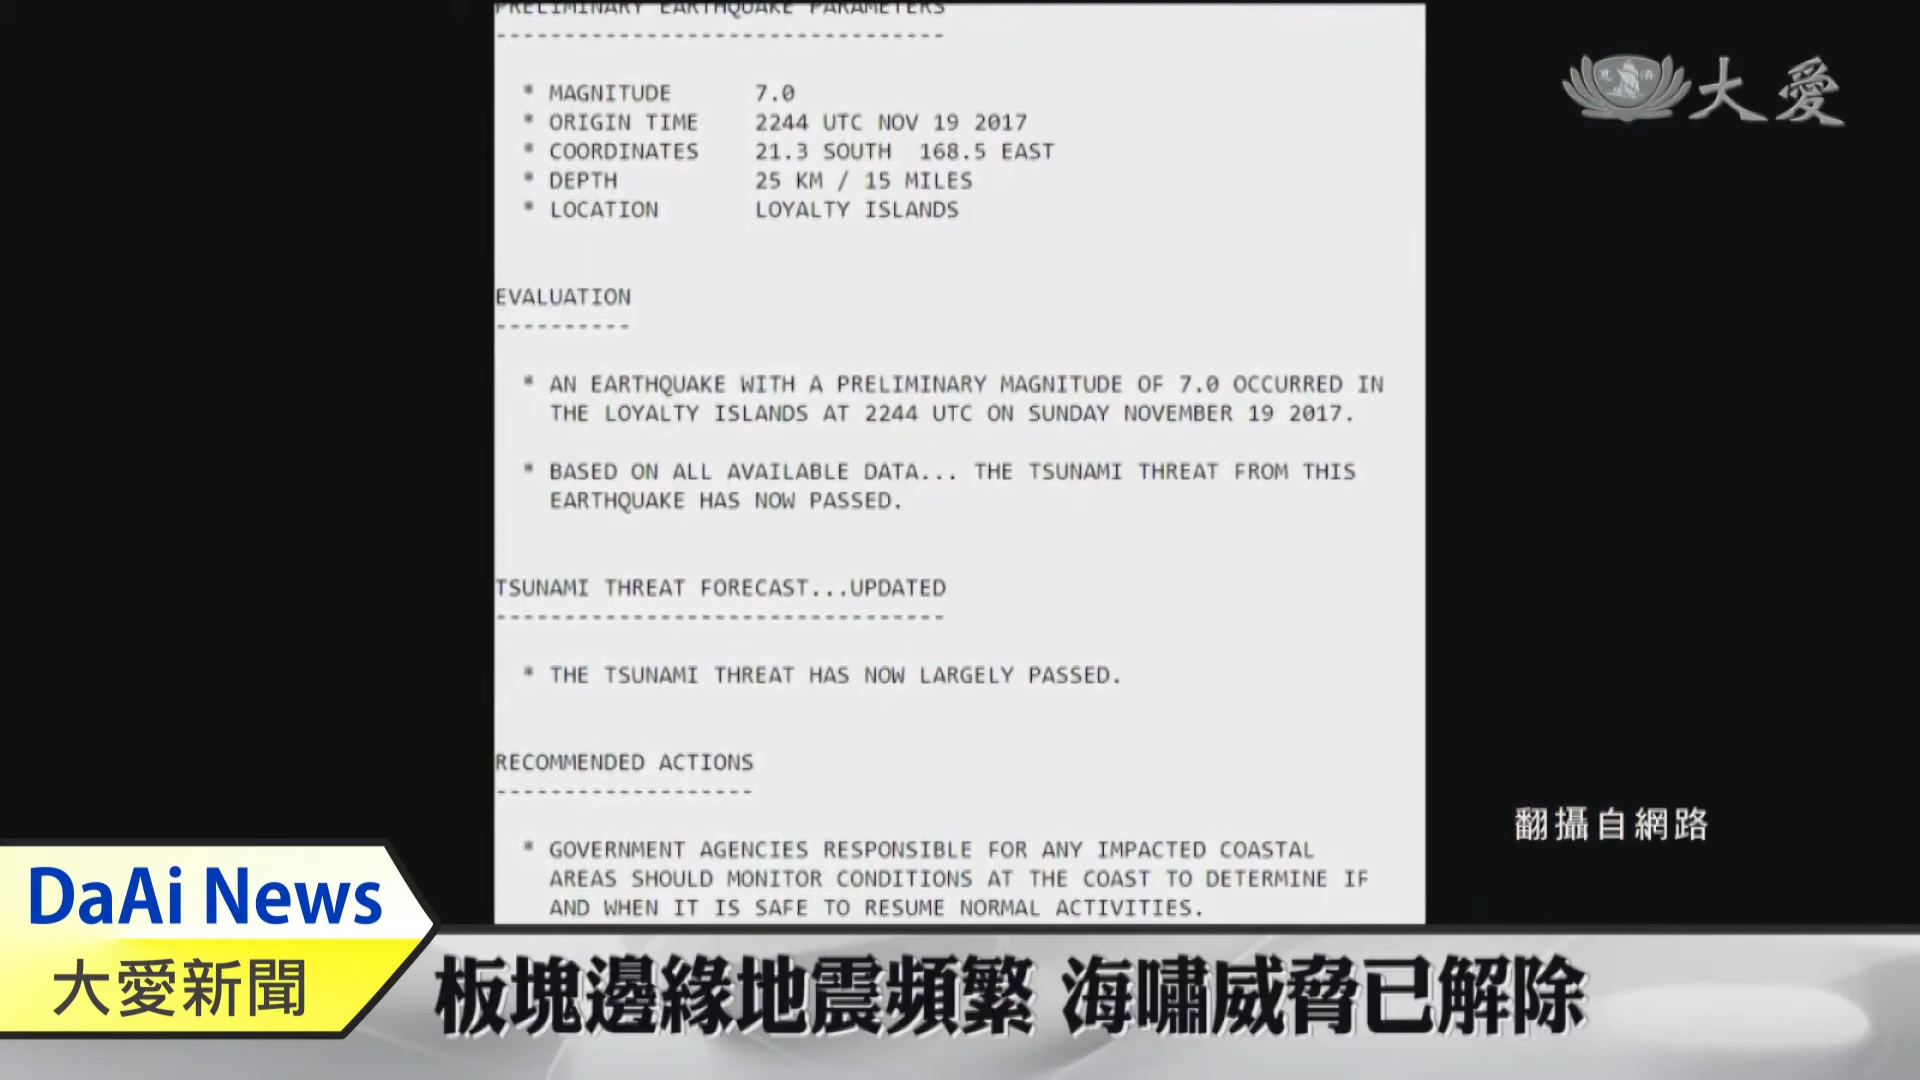 PRELIMINARY EARTHQUAKE PARAMETERS
---------------------------------
* MAGNITUDE 7.0
* ORIGIN TIME 2244 UTC NOV 19 2017
* COORDINATES 21.3 SOUTH 168.5 EAST
* DEPTH 25 KM / 15 MILES
* LOCATION LOYALTY ISLANDS
EVALUATION
----------
* AN EARTHQUAKE WITH A PRELIMINARY MAGNITUDE OF 7.0 OCCURRED IN
THE LOYALTY ISLANDS AT 2244 UTC ON SUNDAY NOVEMBER 19 2017.
* BASED ON ALL AVAILABLE DATA... THE TSUNAMI THREAT FROM THIS
EARTHQUAKE HAS NOW PASSED.
TSUNAMI THREAT FORECAST...UPDATED
---------------------------------
* THE TSUNAMI THREAT HAS NOW LARGELY PASSED.
RECOMMENDED ACTIONS
-------------------
* GOVERNMENT AGENCIES RESPONSIBLE FOR ANY IMPACTED COASTAL
AREAS SHOULD MONITOR CONDITIONS AT THE COAST TO DETERMINE IF
AND WHEN IT IS SAFE TO RESUME NORMAL ACTIVITIES.
大愛
翻攝自網路
DaAi News
大愛新聞
板塊邊緣地震頻繁 海嘯威脅已解除